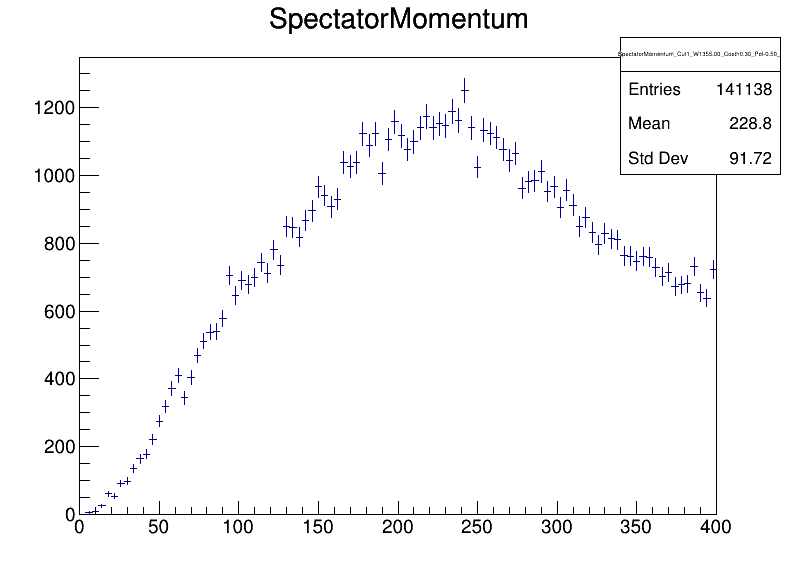 SpectatorMomentum
SpectatorMomentum_Cut1_W1355.00_Costh0.30_Pol-0.50_
Entries 141138
Mean 228.8
Std Dev 91.72
1200
1000
800
600
400
200
0
0 50 100 150 200 250 300 350 400